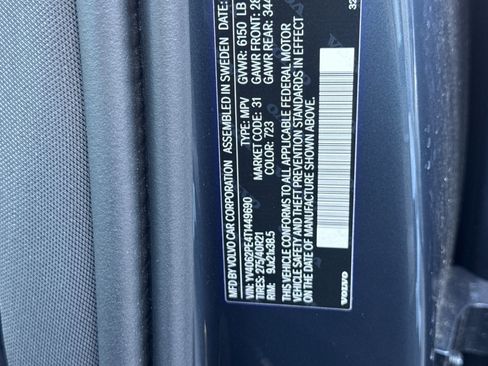 MFD BY VOLVO CAR CORPORATION ASSEMBLED IN SWEDEN DATE:
VIN: YV4062PE4T1449690 TYPE: MPV GVWR: 6150 LB
TIRES: 275/40R21 MARKET CODE: 31 GAWR FRONT:
RIM: 9Jx21x38.5 COLOR: 723 GAWR REAR:
THIS VEHICLE CONFORMS TO ALL APPLICABLE FEDERAL MOTOR
VEHICLE SAFETY AND THEFT PREVENTION STANDARDS IN EFFECT
ON THE DATE OF MANUFACTURE SHOWN ABOVE.
VOLVO